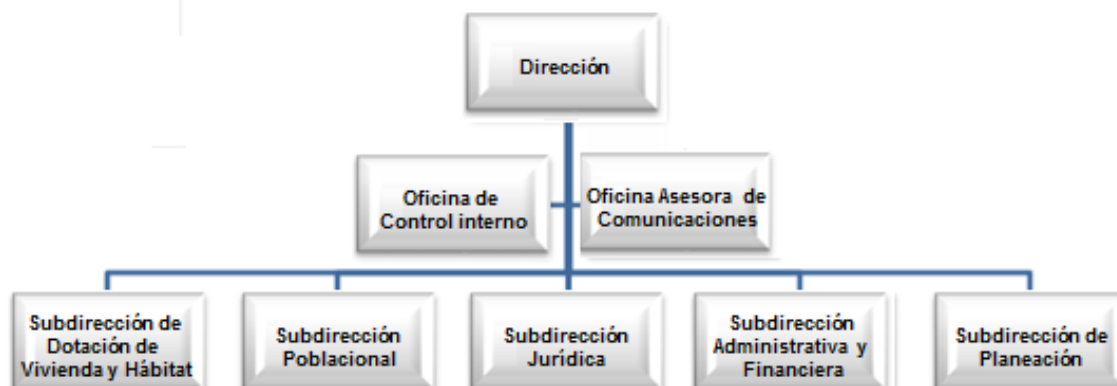 Dirección
Oficina de
Control interno
Oficina Asesora de
Comunicaciones
Subdirección de
Dotación de
Vivienda y Hábitat
Subdirección
Poblacional
Subdirección
Jurídica
Subdirección
Administrativa y
Financiera
Subdirección de
Planeación